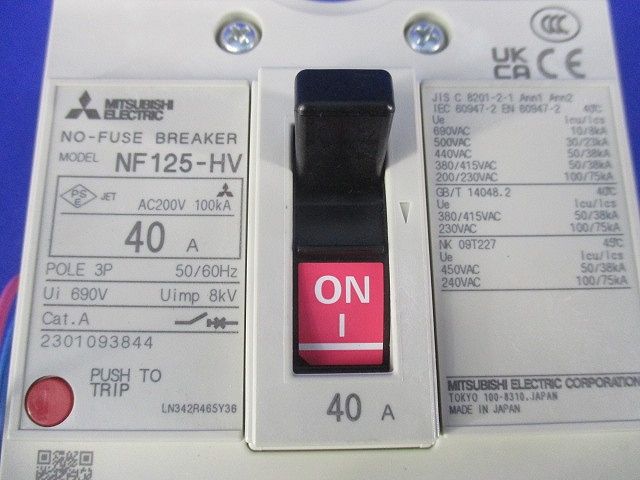 CCC
UK
CA CE
MITSUBISHI
ELECTRIC
NO-FUSE BREAKER
MODEL NF125-HV
PS
E JET
AC200V 100kA
40 A
POLE 3P 50/60Hz
Ui 690V Uimp 8kV
Cat.A
2301093844
PUSH TO
TRIP
LN342R465Y36
ON
I
40 A
JIS C 8201-2-1 Ann1 Ann2
IEC 60947-2 EN 60947-2 40℃
Ue Icu/Ics
690VAC 10/8kA
500VAC 30/23kA
440VAC 50/38kA
380/415VAC 50/38kA
200/230VAC 100/75kA
GB/T 14048.2 40℃
Ue Icu/Ics
380/415VAC 50/38kA
230VAC 100/75kA
NK 09T227 45℃
Ue Icu/Ics
450VAC 50/38kA
240VAC 100/75kA
MITSUBISHI ELECTRIC CORPORATION
TOKYO 100-8310,JAPAN
MADE IN JAPAN